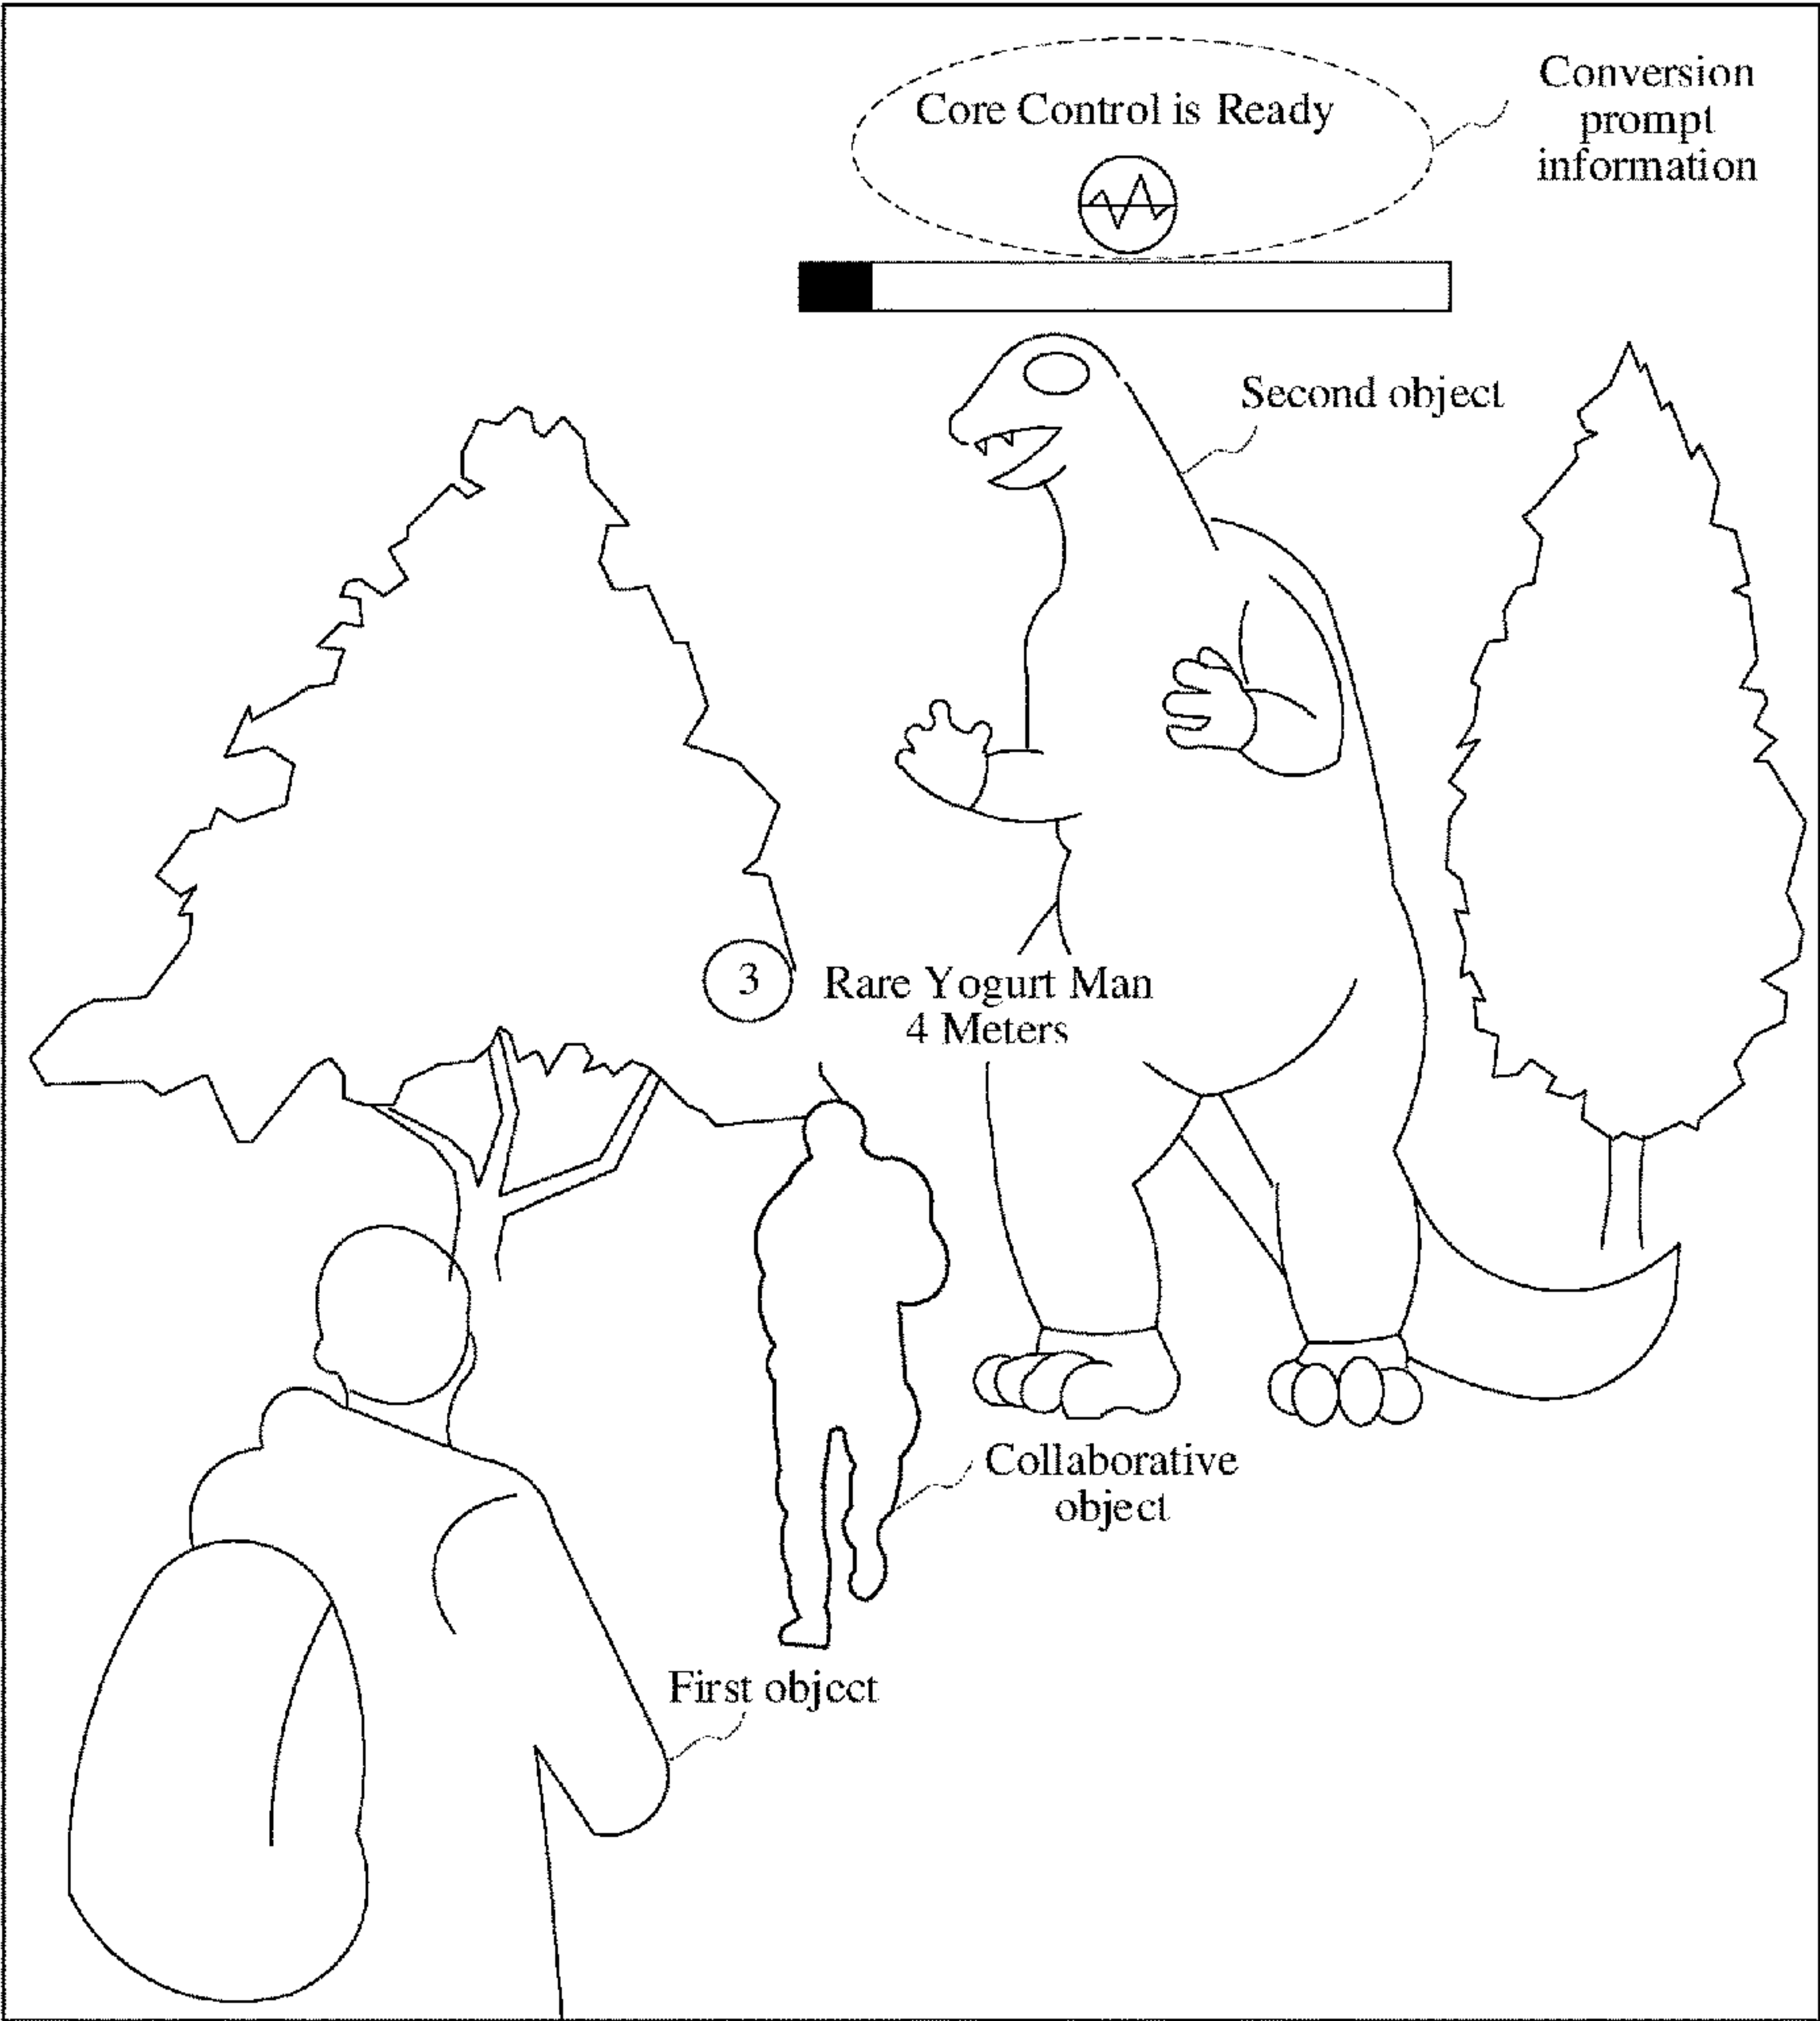 Core Control is Ready
Conversion
prompt
information
Second object
3
Rare Yogurt Man
4 Meters
Collaborative
object
First object